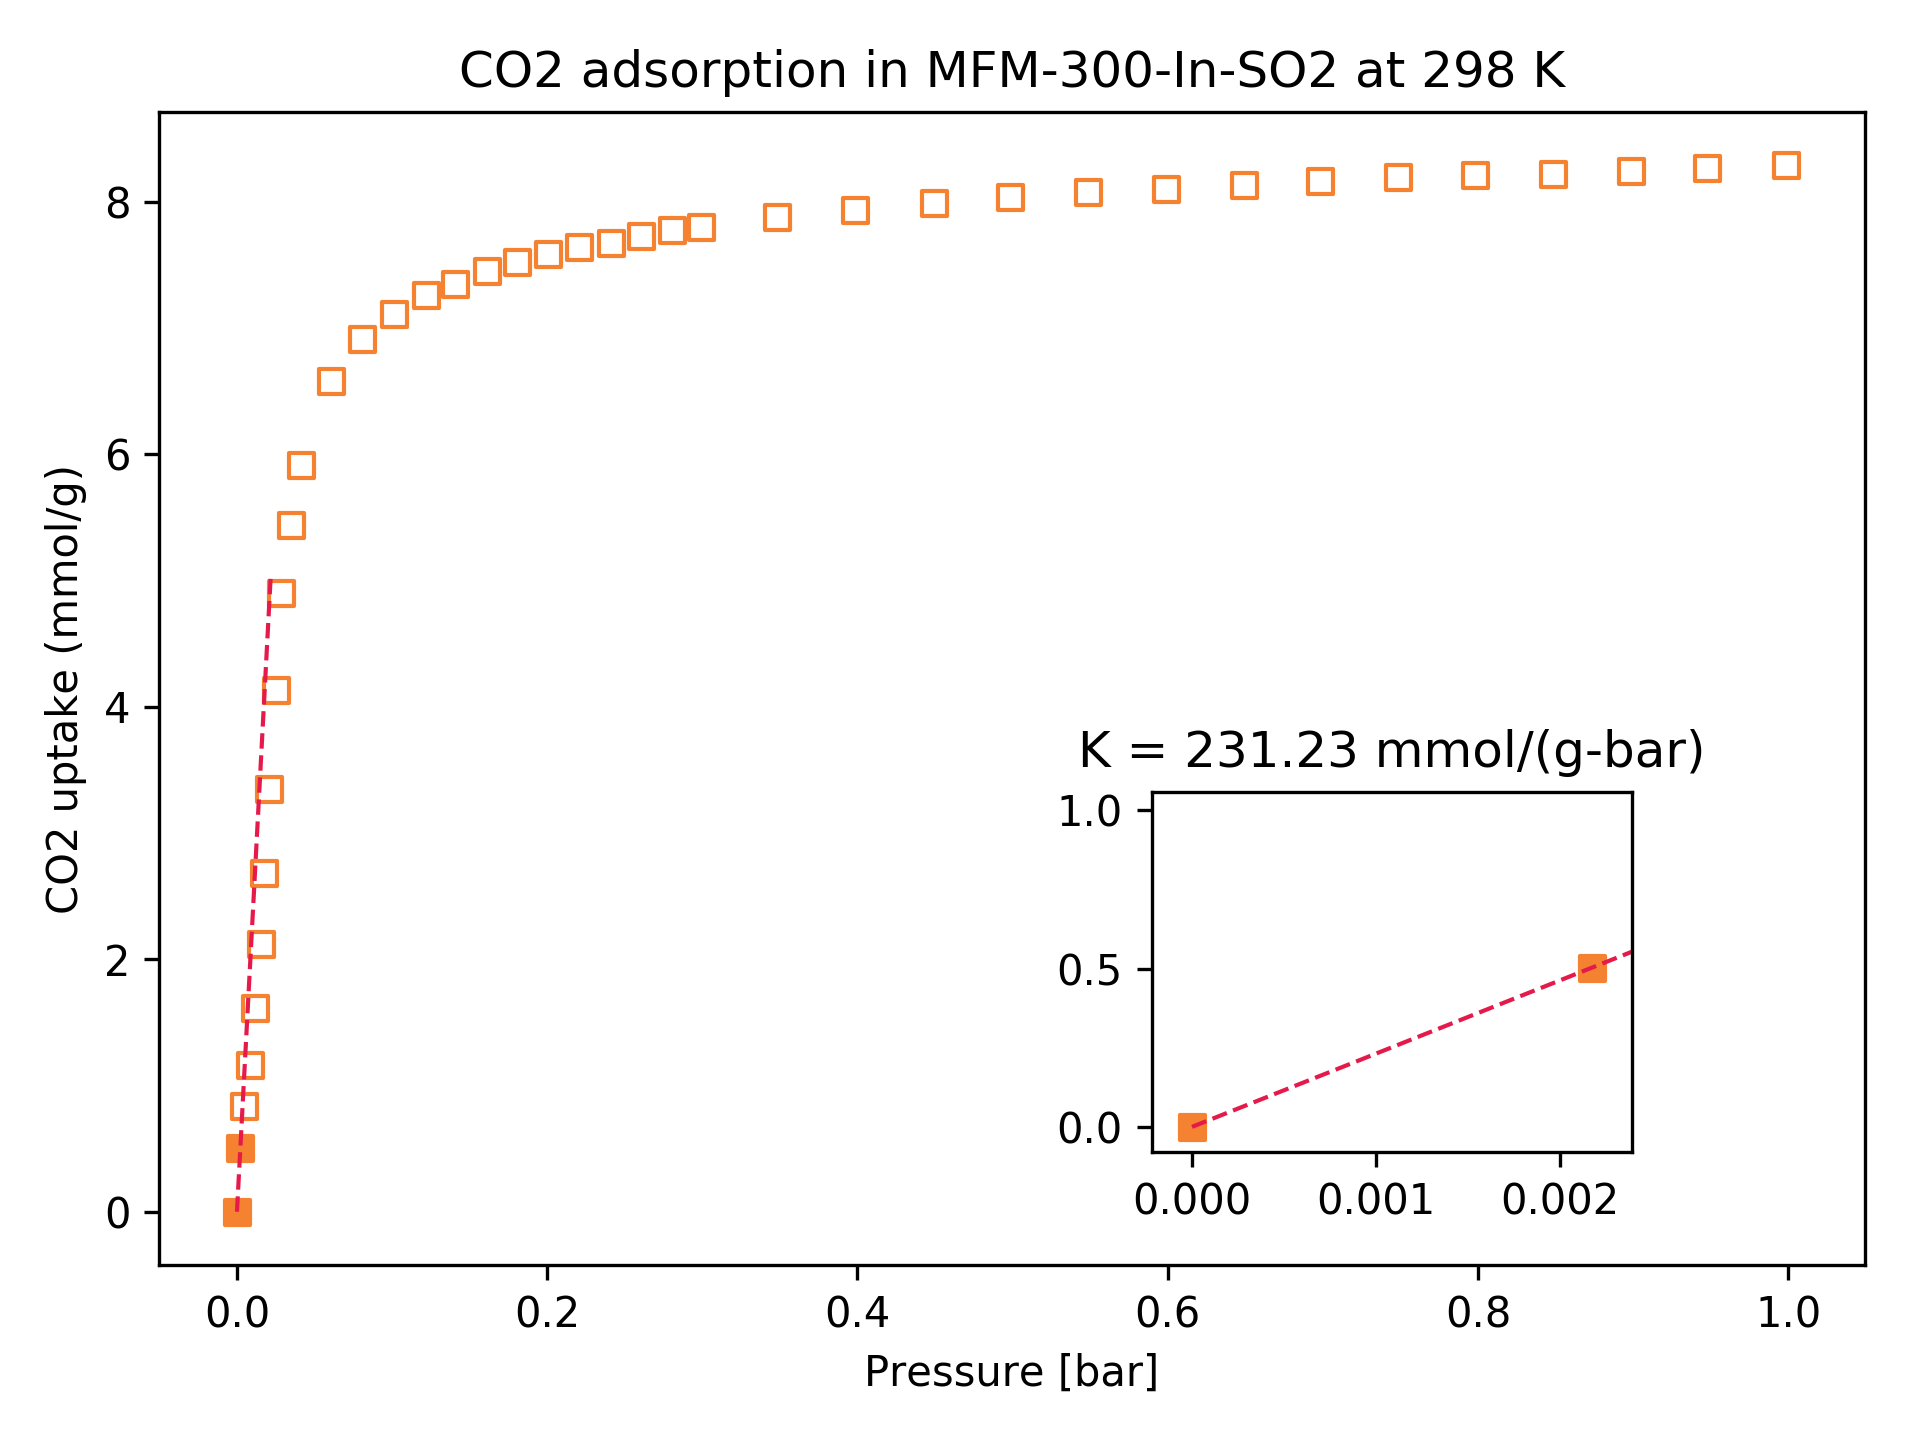 CO2 adsorption in MFM-300-In-SO2 at 298 K
8
6
4
2
0
CO2 uptake (mmol/g)
K = 231.23 mmol/(g-bar)
1.0
0.5
0.0
0.000 0.001 0.002
0.0 0.2 0.4 0.6 0.8 1.0
Pressure [bar]